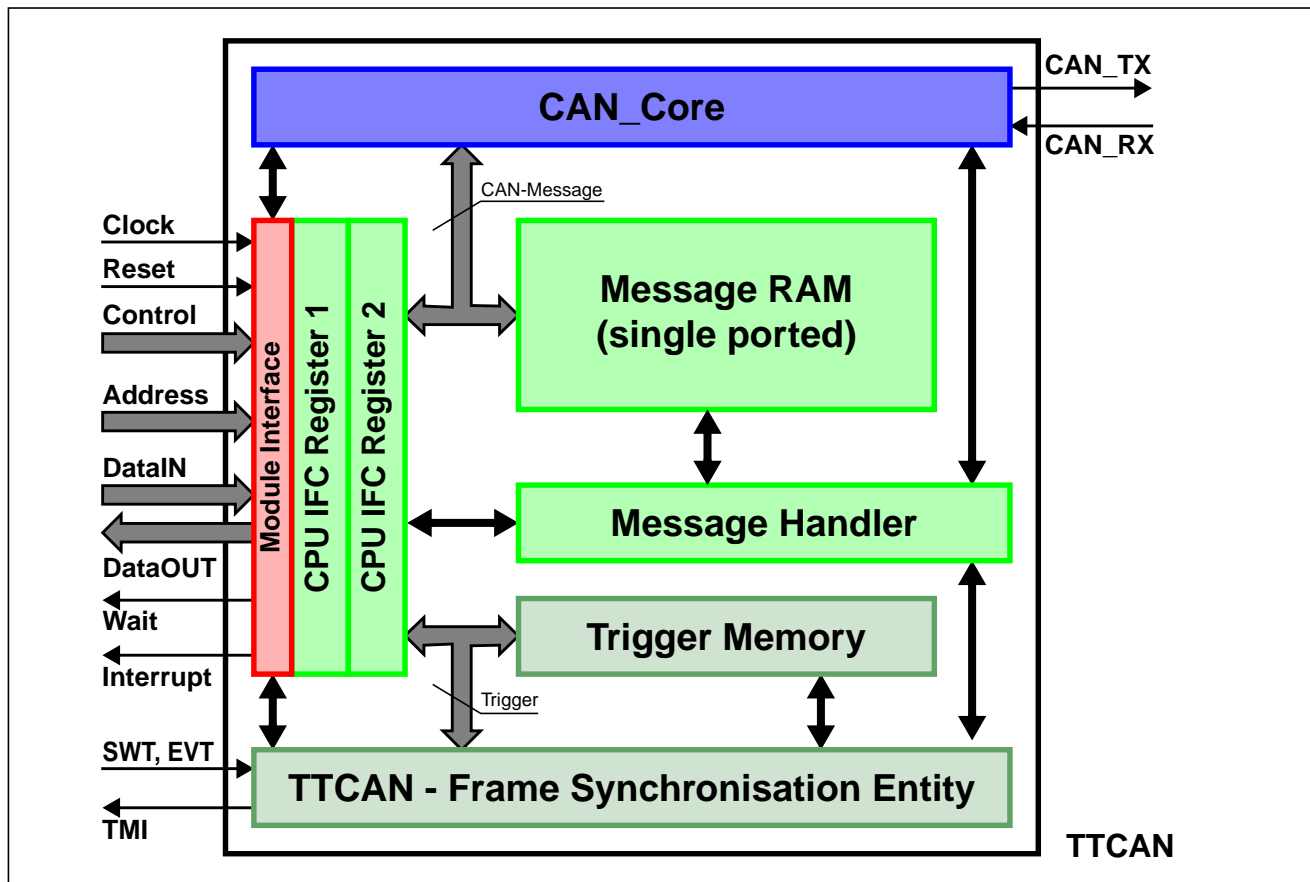 CAN_TX
CAN_Core
CAN_RX
CAN-Message
Clock
Reset
Control
Address
DataIN
DataOUT
Wait
Interrupt
Module Interface
CPU IFC Register 1
CPU IFC Register 2
Message RAM
(single ported)
Message Handler
Trigger Memory
Trigger
SWT, EVT
TTCAN - Frame Synchronisation Entity
TMI
TTCAN